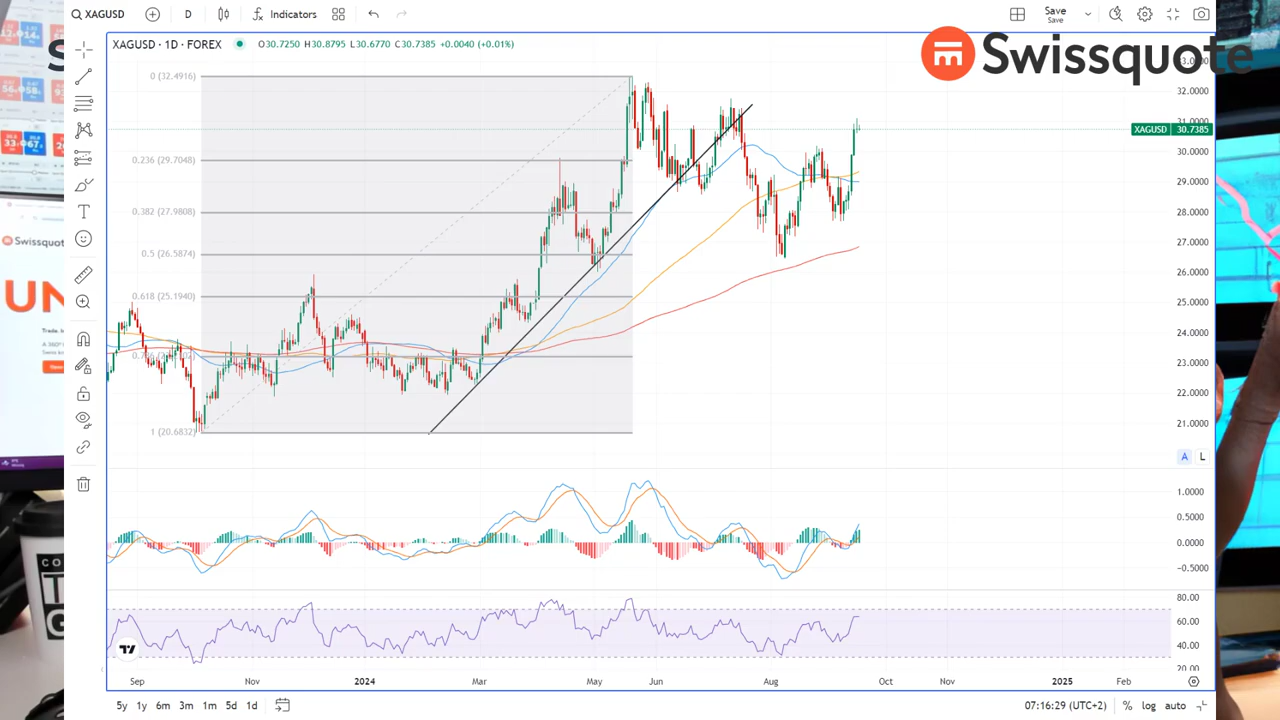 XAGUSD
D
Indicators
Save
Save
XAGUSD · 1D · FOREX
O30.7250 H30.8795 L30.6770 C30.7385 +0.0040 (+0.01%)
Swissquote
33.0000
32.0000
31.0000
XAGUSD 30.7385
30.0000
29.0000
28.0000
27.0000
26.0000
25.0000
24.0000
23.0000
22.0000
21.0000
0 (32.4916)
0.236 (29.7048)
0.382 (27.9808)
0.5 (26.5874)
0.618 (25.1940)
1 (20.6832)
A L
1.0000
0.5000
0.0000
−0.5000
80.00
60.00
40.00
20.00
Sep Nov 2024 Mar May Jun Aug Oct Nov 2025 Feb
5y 1y 6m 3m 1m 5d 1d
07:16:29 (UTC+2) % log auto
Swissquote
UN